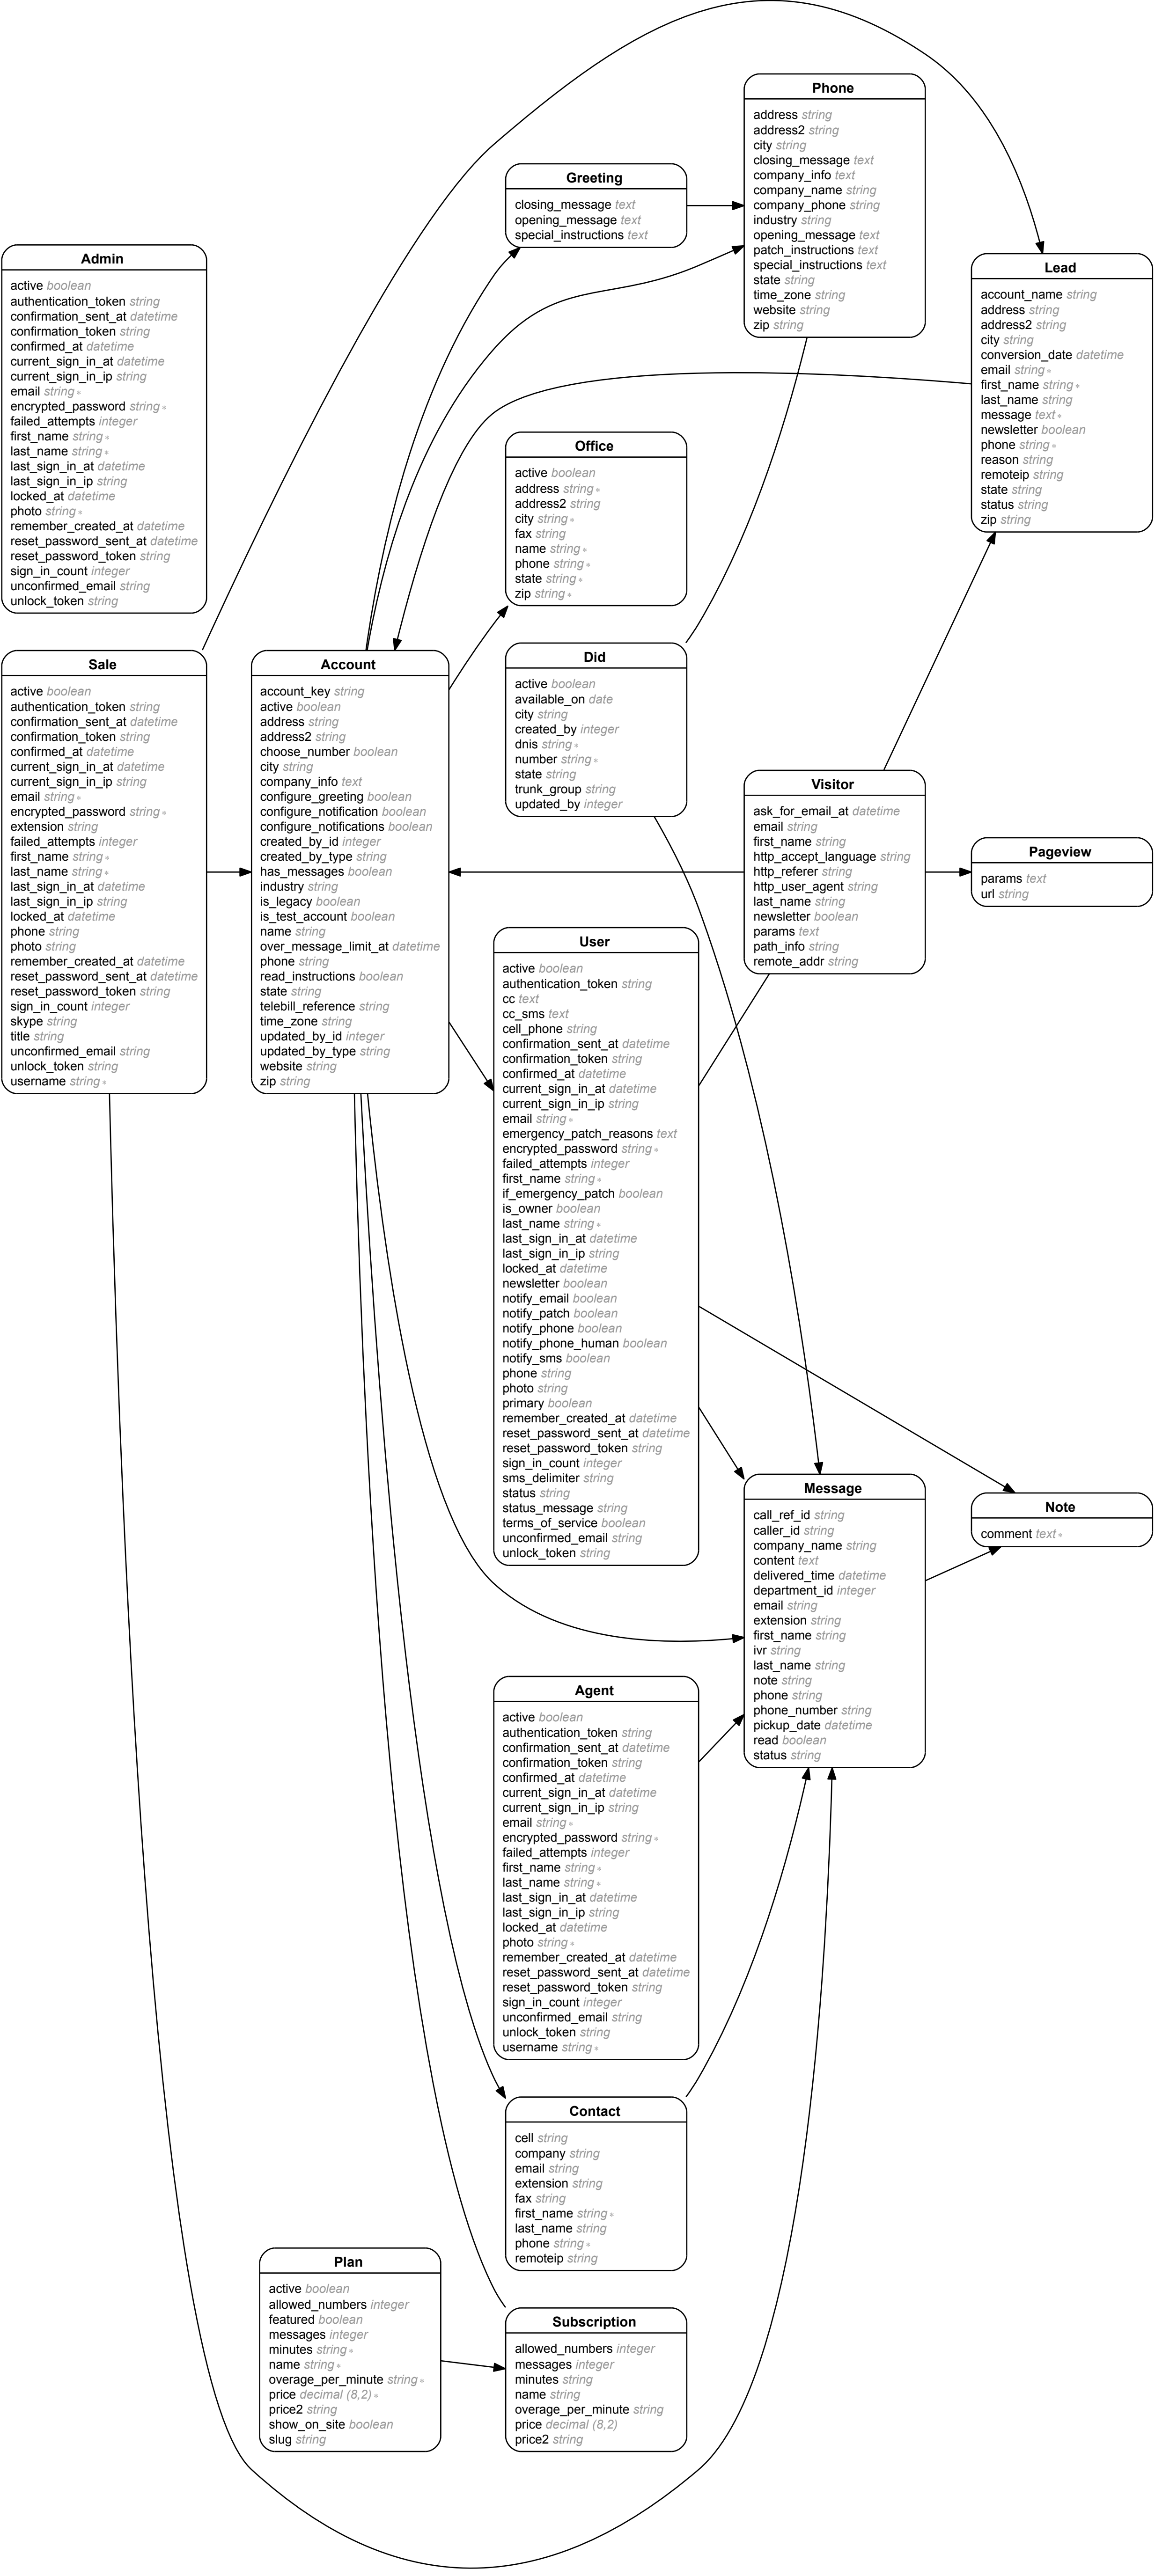 Phone
address string
address2 string
city string
closing_message text
company_info text
company_name string
company_phone string
industry string
opening_message text
patch_instructions text
special_instructions text
state string
time_zone string
website string
zip string
Greeting
closing_message text
opening_message text
special_instructions text
Admin
active boolean
authentication_token string
confirmation_sent_at datetime
confirmation_token string
confirmed_at datetime
current_sign_in_at datetime
current_sign_in_ip string
email string *
encrypted_password string *
failed_attempts integer
first_name string *
last_name string *
last_sign_in_at datetime
last_sign_in_ip string
locked_at datetime
photo string *
remember_created_at datetime
reset_password_sent_at datetime
reset_password_token string
sign_in_count integer
unconfirmed_email string
unlock_token string
Lead
account_name string
address string
address2 string
city string
conversion_date datetime
email string *
first_name string *
last_name string
message text *
newsletter boolean
phone string *
reason string
remoteip string
state string
status string
zip string
Office
active boolean
address string *
address2 string
city string *
fax string
name string *
phone string *
state string *
zip string *
Sale
active boolean
authentication_token string
confirmation_sent_at datetime
confirmation_token string
confirmed_at datetime
current_sign_in_at datetime
current_sign_in_ip string
email string *
encrypted_password string *
extension string
failed_attempts integer
first_name string *
last_name string *
last_sign_in_at datetime
last_sign_in_ip string
locked_at datetime
phone string
photo string
remember_created_at datetime
reset_password_sent_at datetime
reset_password_token string
sign_in_count integer
skype string
title string
unconfirmed_email string
unlock_token string
username string *
Account
account_key string
active boolean
address string
address2 string
choose_number boolean
city string
company_info text
configure_greeting boolean
configure_notification boolean
configure_notifications boolean
created_by_id integer
created_by_type string
has_messages boolean
industry string
is_legacy boolean
is_test_account boolean
name string
over_message_limit_at datetime
phone string
read_instructions boolean
state string
telebill_reference string
time_zone string
updated_by_id integer
updated_by_type string
website string
zip string
Did
active boolean
available_on date
city string
created_by integer
dnis string *
number string *
state string
trunk_group string
updated_by integer
Visitor
ask_for_email_at datetime
email string
first_name string
http_accept_language string
http_referer string
http_user_agent string
last_name string
newsletter boolean
params text
path_info string
remote_addr string
Pageview
params text
url string
User
active boolean
authentication_token string
cc text
cc_sms text
cell_phone string
confirmation_sent_at datetime
confirmation_token string
confirmed_at datetime
current_sign_in_at datetime
current_sign_in_ip string
email string *
emergency_patch_reasons text
encrypted_password string *
failed_attempts integer
first_name string *
if_emergency_patch boolean
is_owner boolean
last_name string *
last_sign_in_at datetime
last_sign_in_ip string
locked_at datetime
newsletter boolean
notify_email boolean
notify_patch boolean
notify_phone boolean
notify_phone_human boolean
notify_sms boolean
phone string
photo string
primary boolean
remember_created_at datetime
reset_password_sent_at datetime
reset_password_token string
sign_in_count integer
sms_delimiter string
status string
status_message string
terms_of_service boolean
unconfirmed_email string
unlock_token string
Message
call_ref_id string
caller_id string
company_name string
content text
delivered_time datetime
department_id integer
email string
extension string
first_name string
ivr string
last_name string
note string
phone string
phone_number string
pickup_date datetime
read boolean
status string
Note
comment text *
Agent
active boolean
authentication_token string
confirmation_sent_at datetime
confirmation_token string
confirmed_at datetime
current_sign_in_at datetime
current_sign_in_ip string
email string *
encrypted_password string *
failed_attempts integer
first_name string *
last_name string *
last_sign_in_at datetime
last_sign_in_ip string
locked_at datetime
photo string *
remember_created_at datetime
reset_password_sent_at datetime
reset_password_token string
sign_in_count integer
unconfirmed_email string
unlock_token string
username string *
Contact
cell string
company string
email string
extension string
fax string
first_name string *
last_name string
phone string *
remoteip string
Plan
active boolean
allowed_numbers integer
featured boolean
messages integer
minutes string *
name string *
overage_per_minute string *
price decimal (8,2) *
price2 string
show_on_site boolean
slug string
Subscription
allowed_numbers integer
messages integer
minutes string
name string
overage_per_minute string
price decimal (8,2)
price2 string